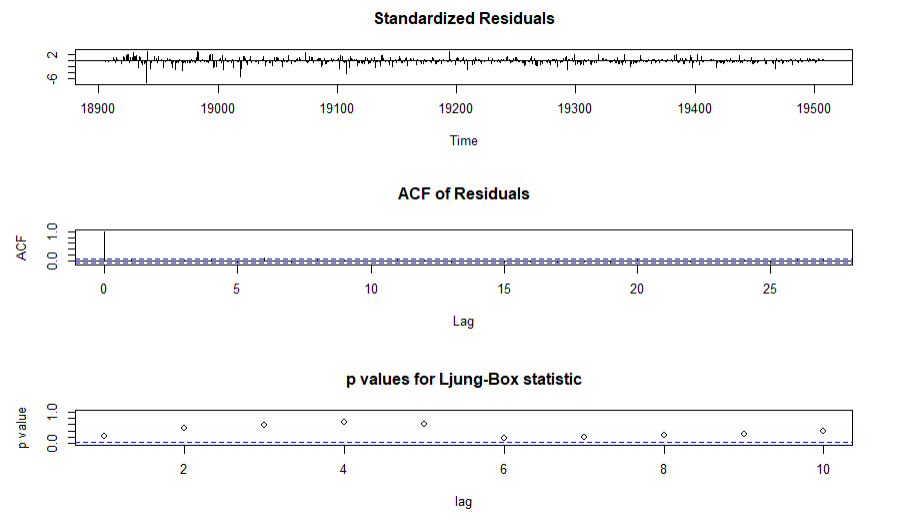 Standardized Residuals
2
-6
18900 19000 19100 19200 19300 19400 19500
Time
ACF of Residuals
ACF
1.0
0.0
0 5 10 15 20 25
Lag
p values for Ljung-Box statistic
p value
1.0
0.0
2 4 6 8 10
lag